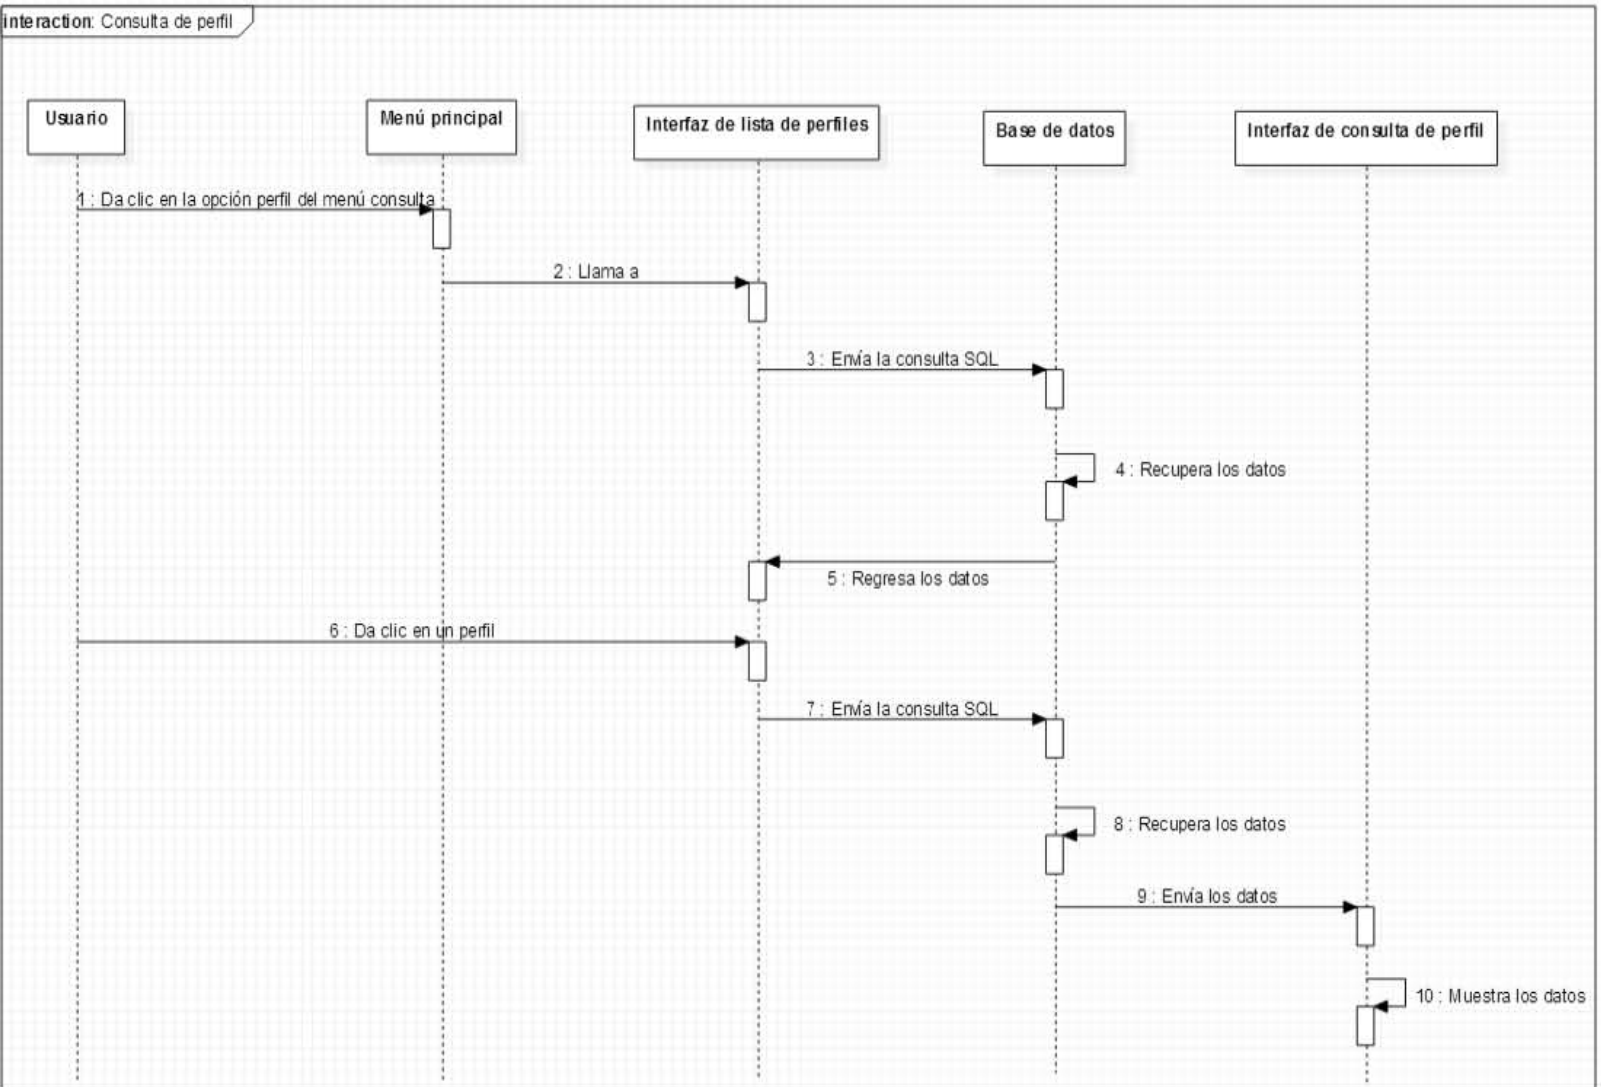 interaction: Consulta de perfil
Usuario
Menú principal
Interfaz de lista de perfiles
Base de datos
Interfaz de consulta de perfil
1 : Da clic en la opción perfil del menú consulta
2 : Llama a
3 : Envía la consulta SQL
4 : Recupera los datos
5 : Regresa los datos
6 : Da clic en un perfil
7 : Envía la consulta SQL
8 : Recupera los datos
9 : Envía los datos
10 : Muestra los datos